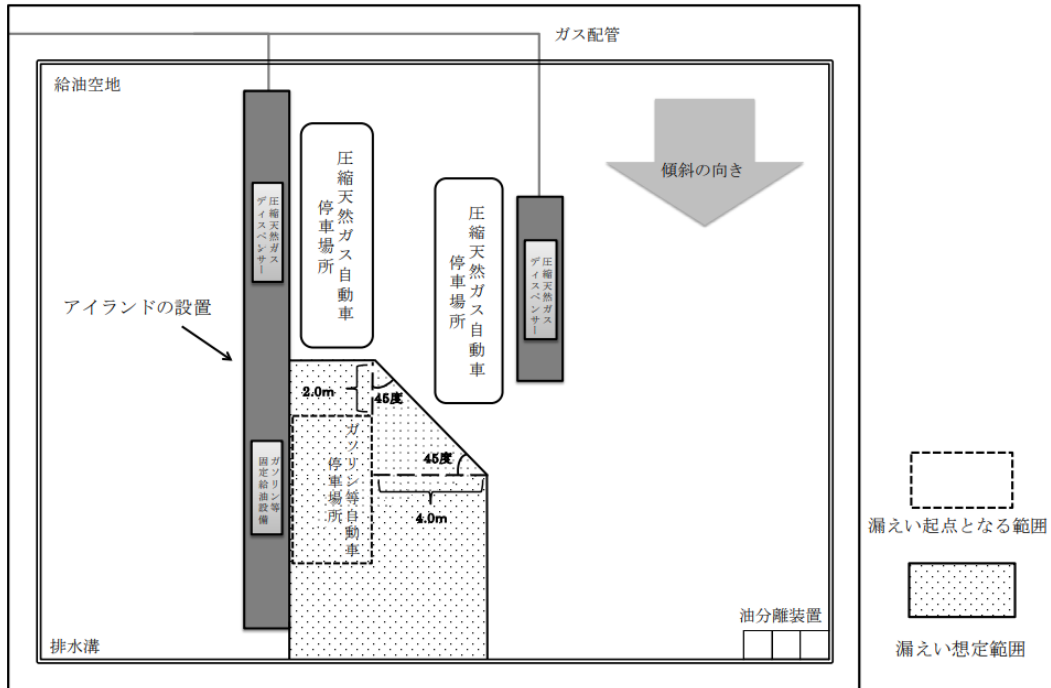 ガス配管
給油空地
圧縮天然ガス自動車
停車場所
傾斜の向き
圧縮天然ガス自動車
停車場所
圧縮天然ガス
ディスペンサー
圧縮天然ガス
ディスペンサー
アイランドの設置
2.0m
45度
ガソリン等自動車
停車場所
ガソリン等
固定給油設備
45度
4.0m
漏えい起点となる範囲
油分離装置
排水溝
漏えい想定範囲